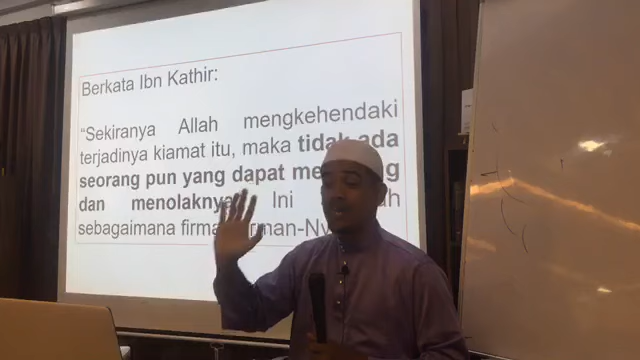 Berkata Ibn Kathir:
"Sekiranya Allah mengkehendaki
terjadinya kiamat itu, maka tidak ada
seorang pun yang dapat
dan menolaknya Ini
sebagaimana